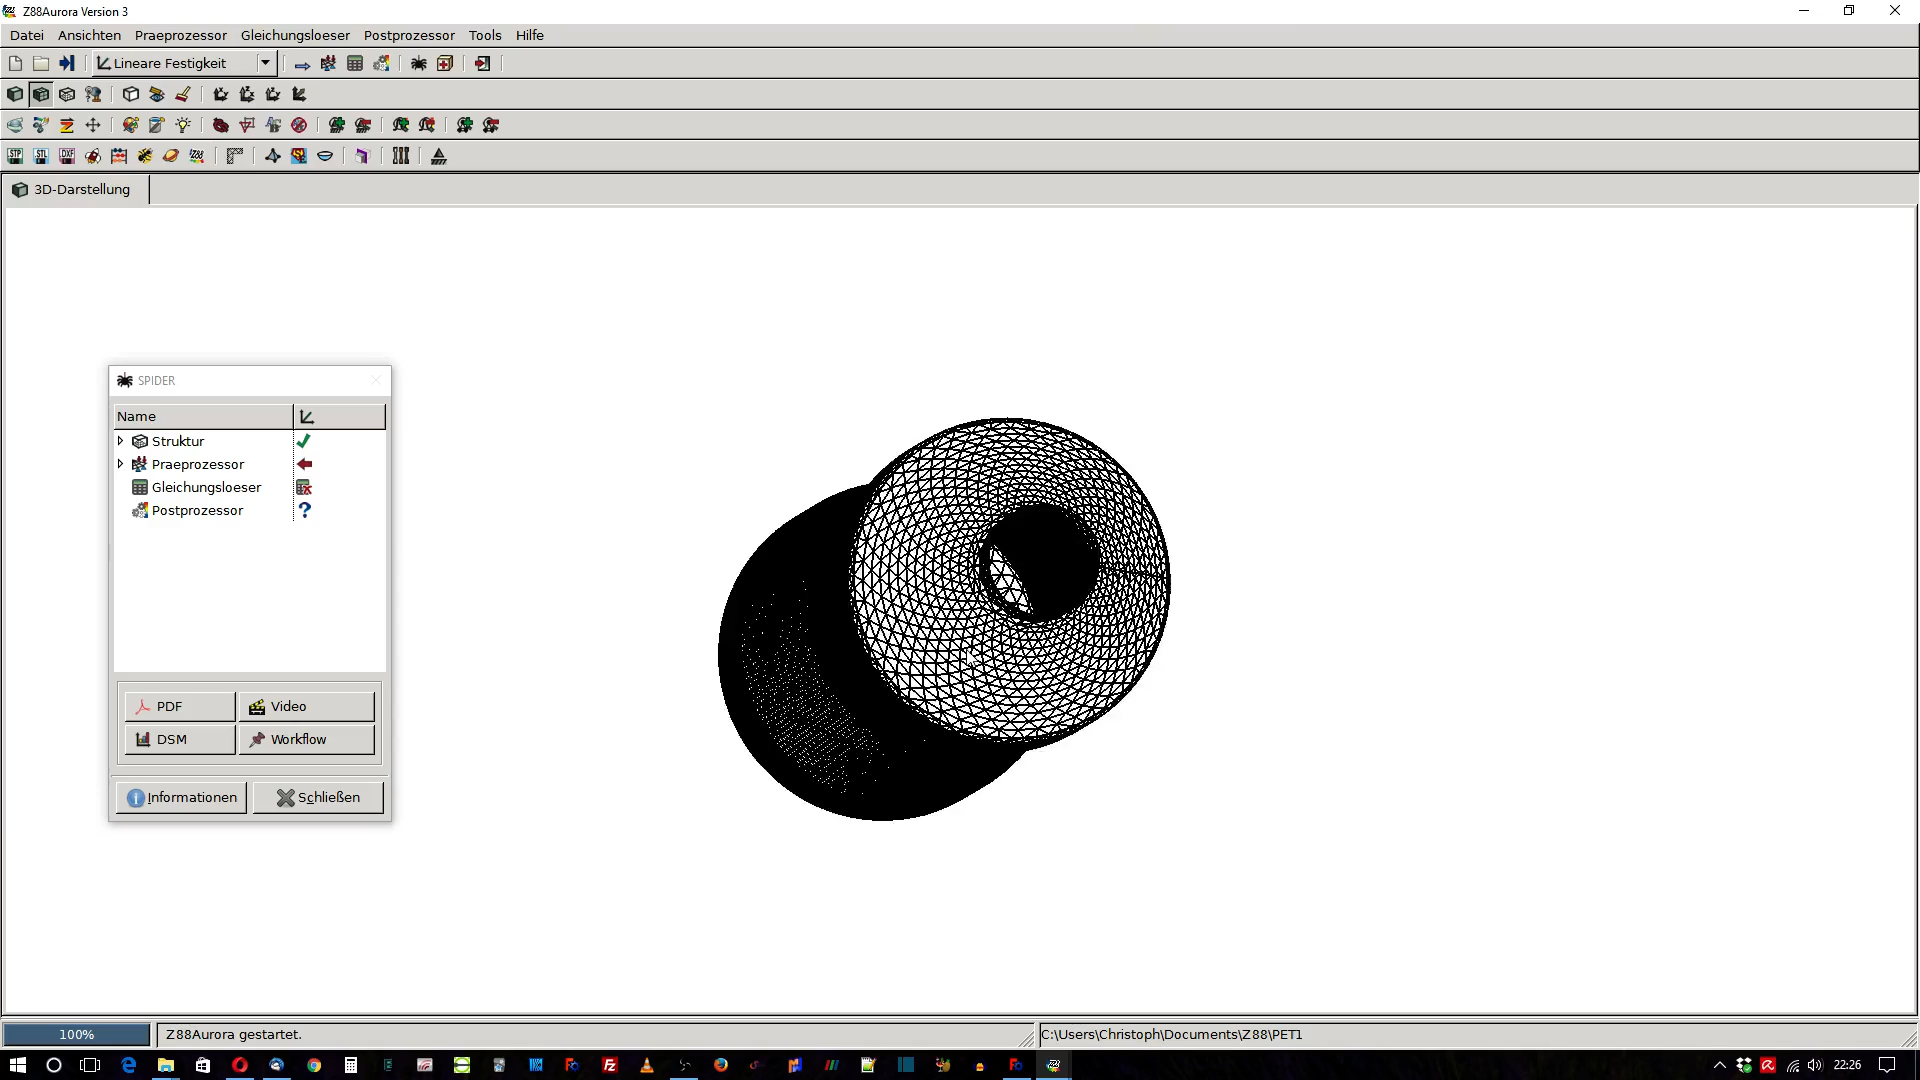 Z88Aurora Version 3
Datei Ansichten Praeprozessor Gleichungsloeser Postprozessor Tools Hilfe
Lineare Festigkeit
3D-Darstellung
SPIDER
Name
Struktur
Praeprozessor
Gleichungsloeser
Postprozessor
PDF Video
DSM Workflow
Informationen Schließen
100% Z88Aurora gestartet. C:\Users\Christoph\Documents\Z88\PET1
22:26